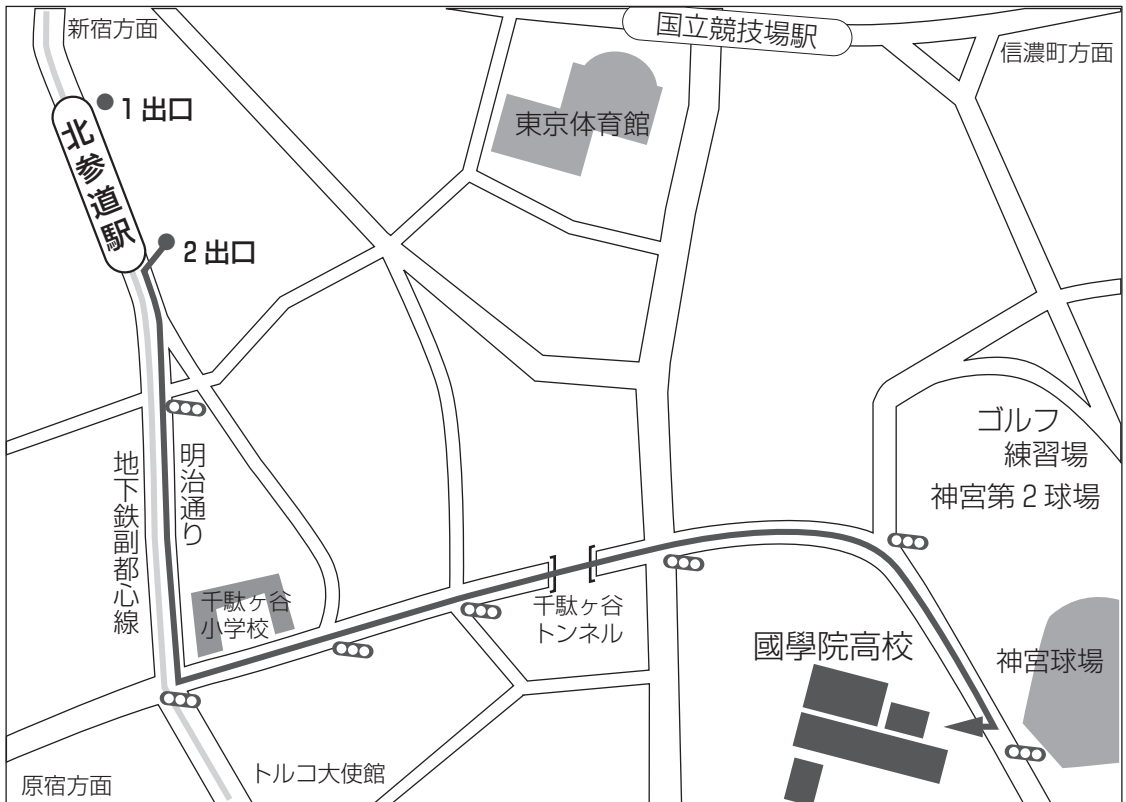 新宿方面
国立競技場駅
信濃町方面
1出口
東京体育館
北参道駅
2出口
ゴルフ
練習場
神宮第2球場
明治通り
地下鉄副都心線
千駄ヶ谷
小学校
千駄ヶ谷
トンネル
國學院高校
神宮球場
トルコ大使館
原宿方面